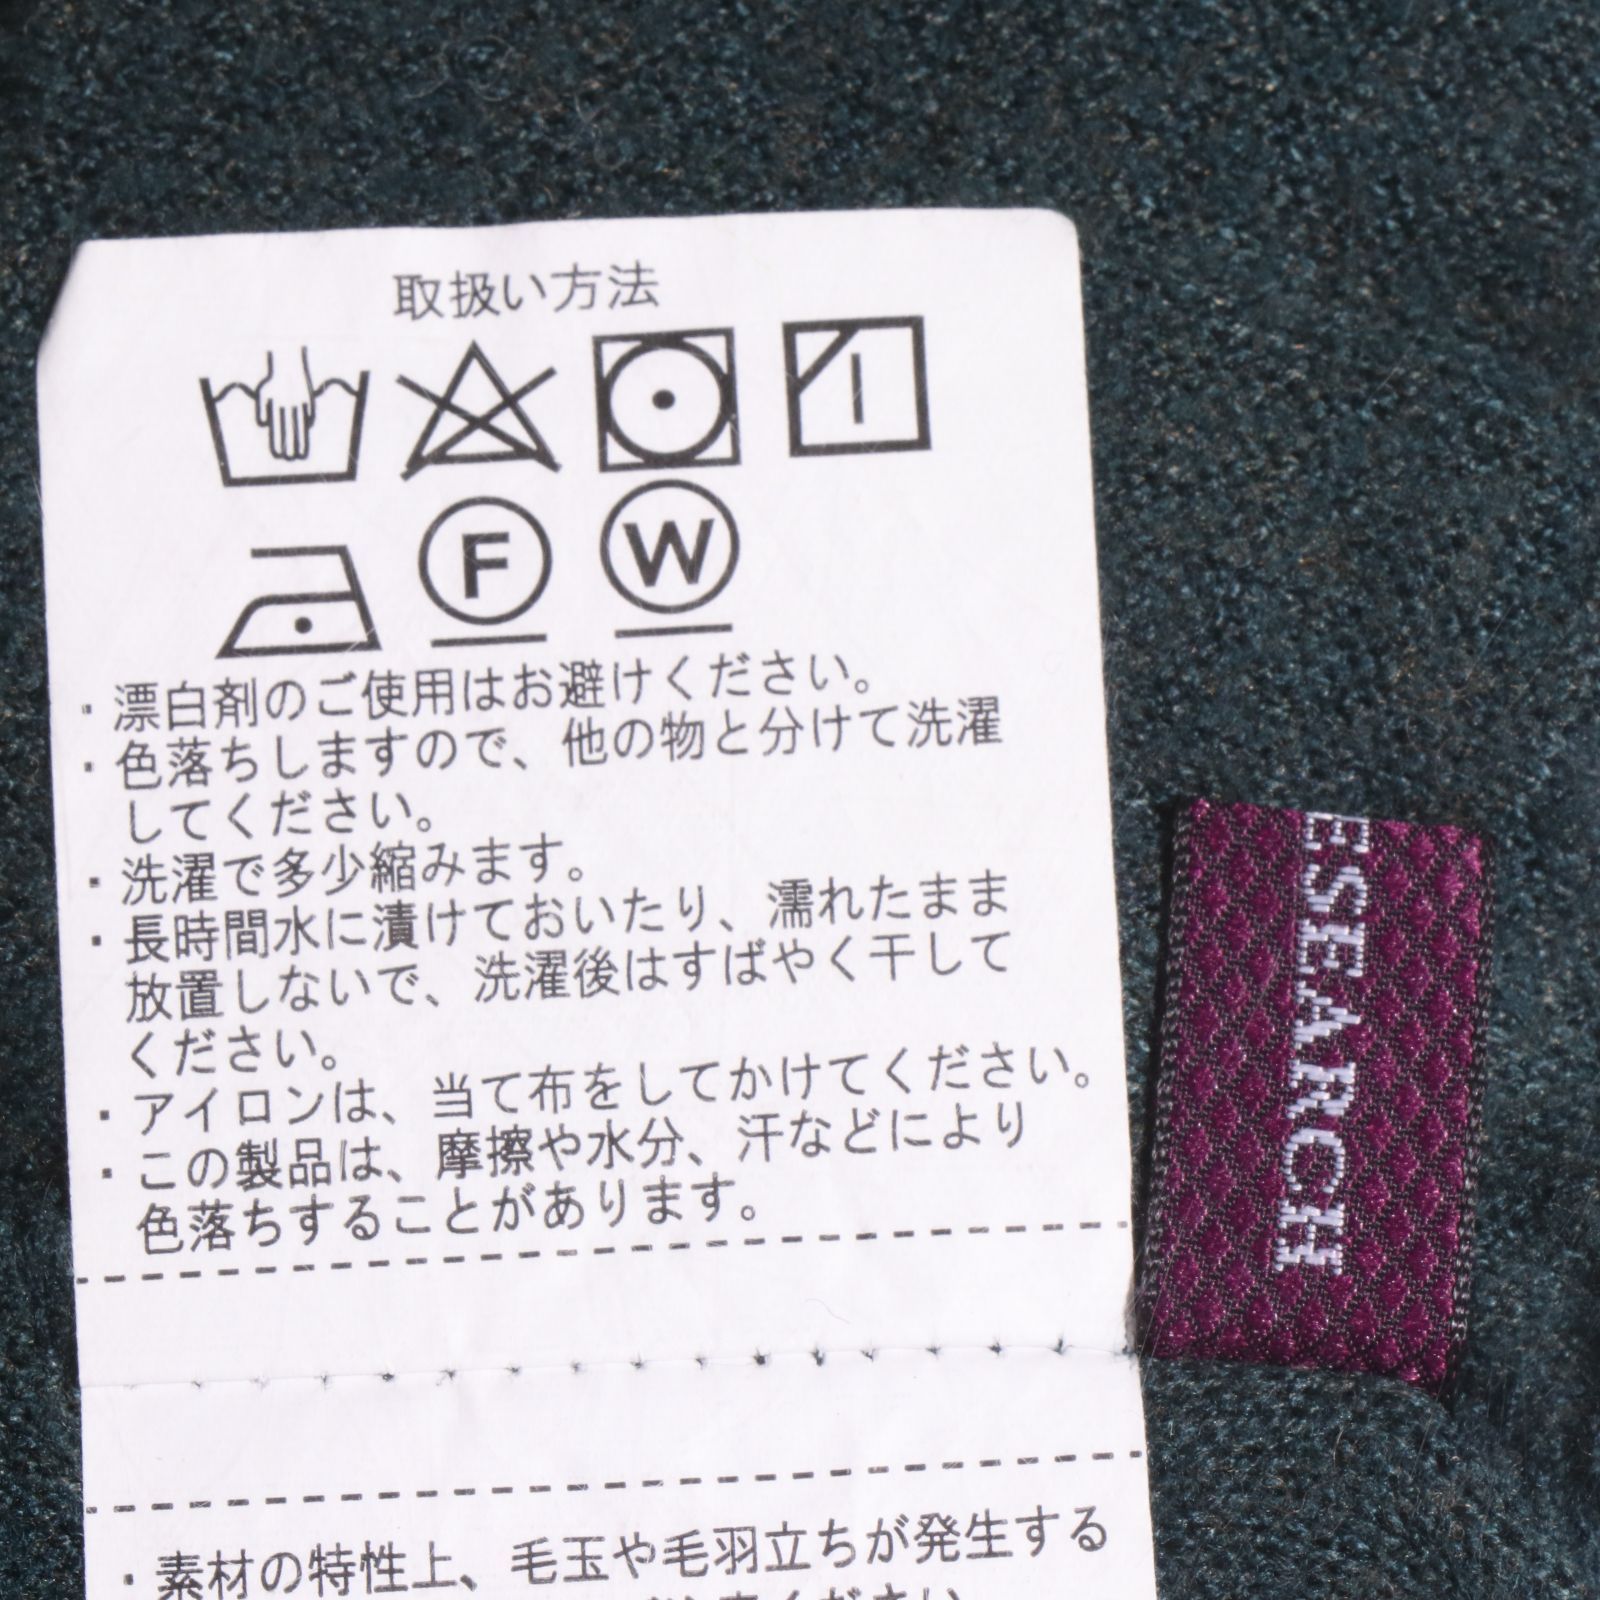 取扱い方法
F W
・漂白剤のご使用はお避けください。
・色落ちしますので、他の物と分けて洗濯
してください。
・洗濯で多少縮みます。
・長時間水に漬けておいたり、濡れたまま
放置しないで、洗濯後はすばやく干して
ください。
・アイロンは、当て布をしてかけてください。
・この製品は、摩擦や水分、汗などにより
色落ちすることがあります。
・素材の特性上、毛玉や毛羽立ちが発生する
ください
ESEARCH